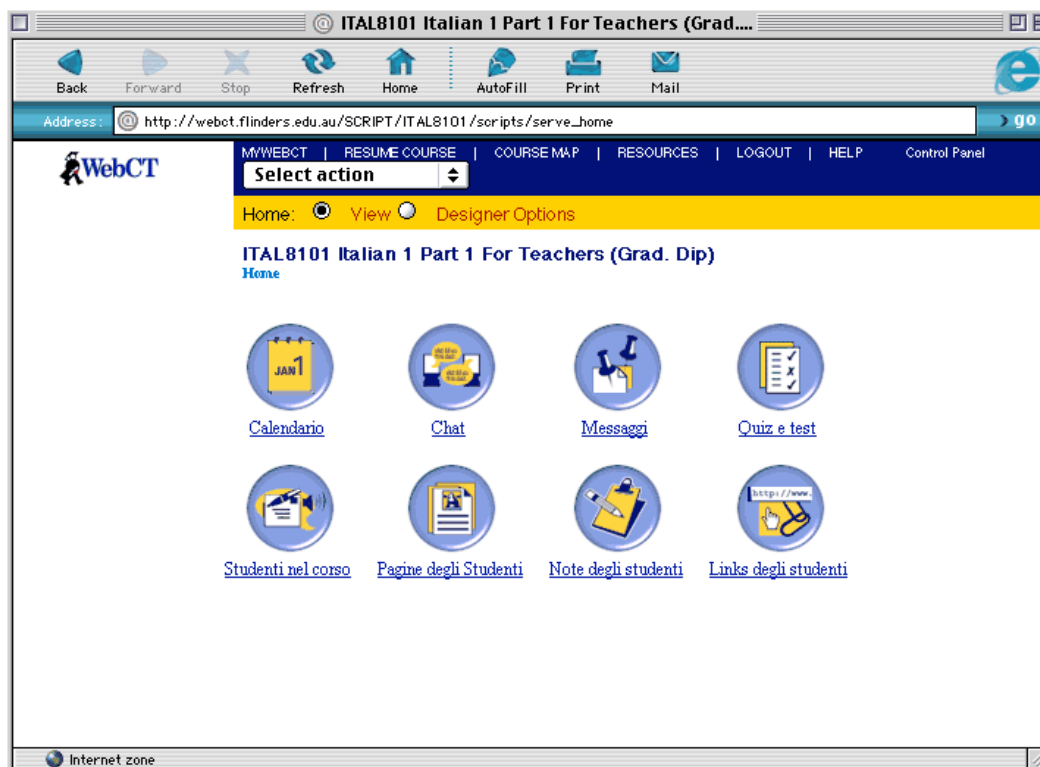 ITAL8101 Italian 1 Part 1 For Teachers (Grad....
Back Forward Stop Refresh Home AutoFill Print Mail
Address: http://webct.flinders.edu.au/SCRIPT/ITAL8101/scripts/serve_home go
WebCT
MYWEBCT | RESUME COURSE | COURSE MAP | RESOURCES | LOGOUT | HELP Control Panel
Select action
Home: View Designer Options
ITAL8101 Italian 1 Part 1 For Teachers (Grad. Dip)
Home
JAN 1
http://www.
Calendario Chat Messaggi Quiz e test
Studenti nel corso Pagine degli Studenti Note degli studenti Links degli studenti
Internet zone